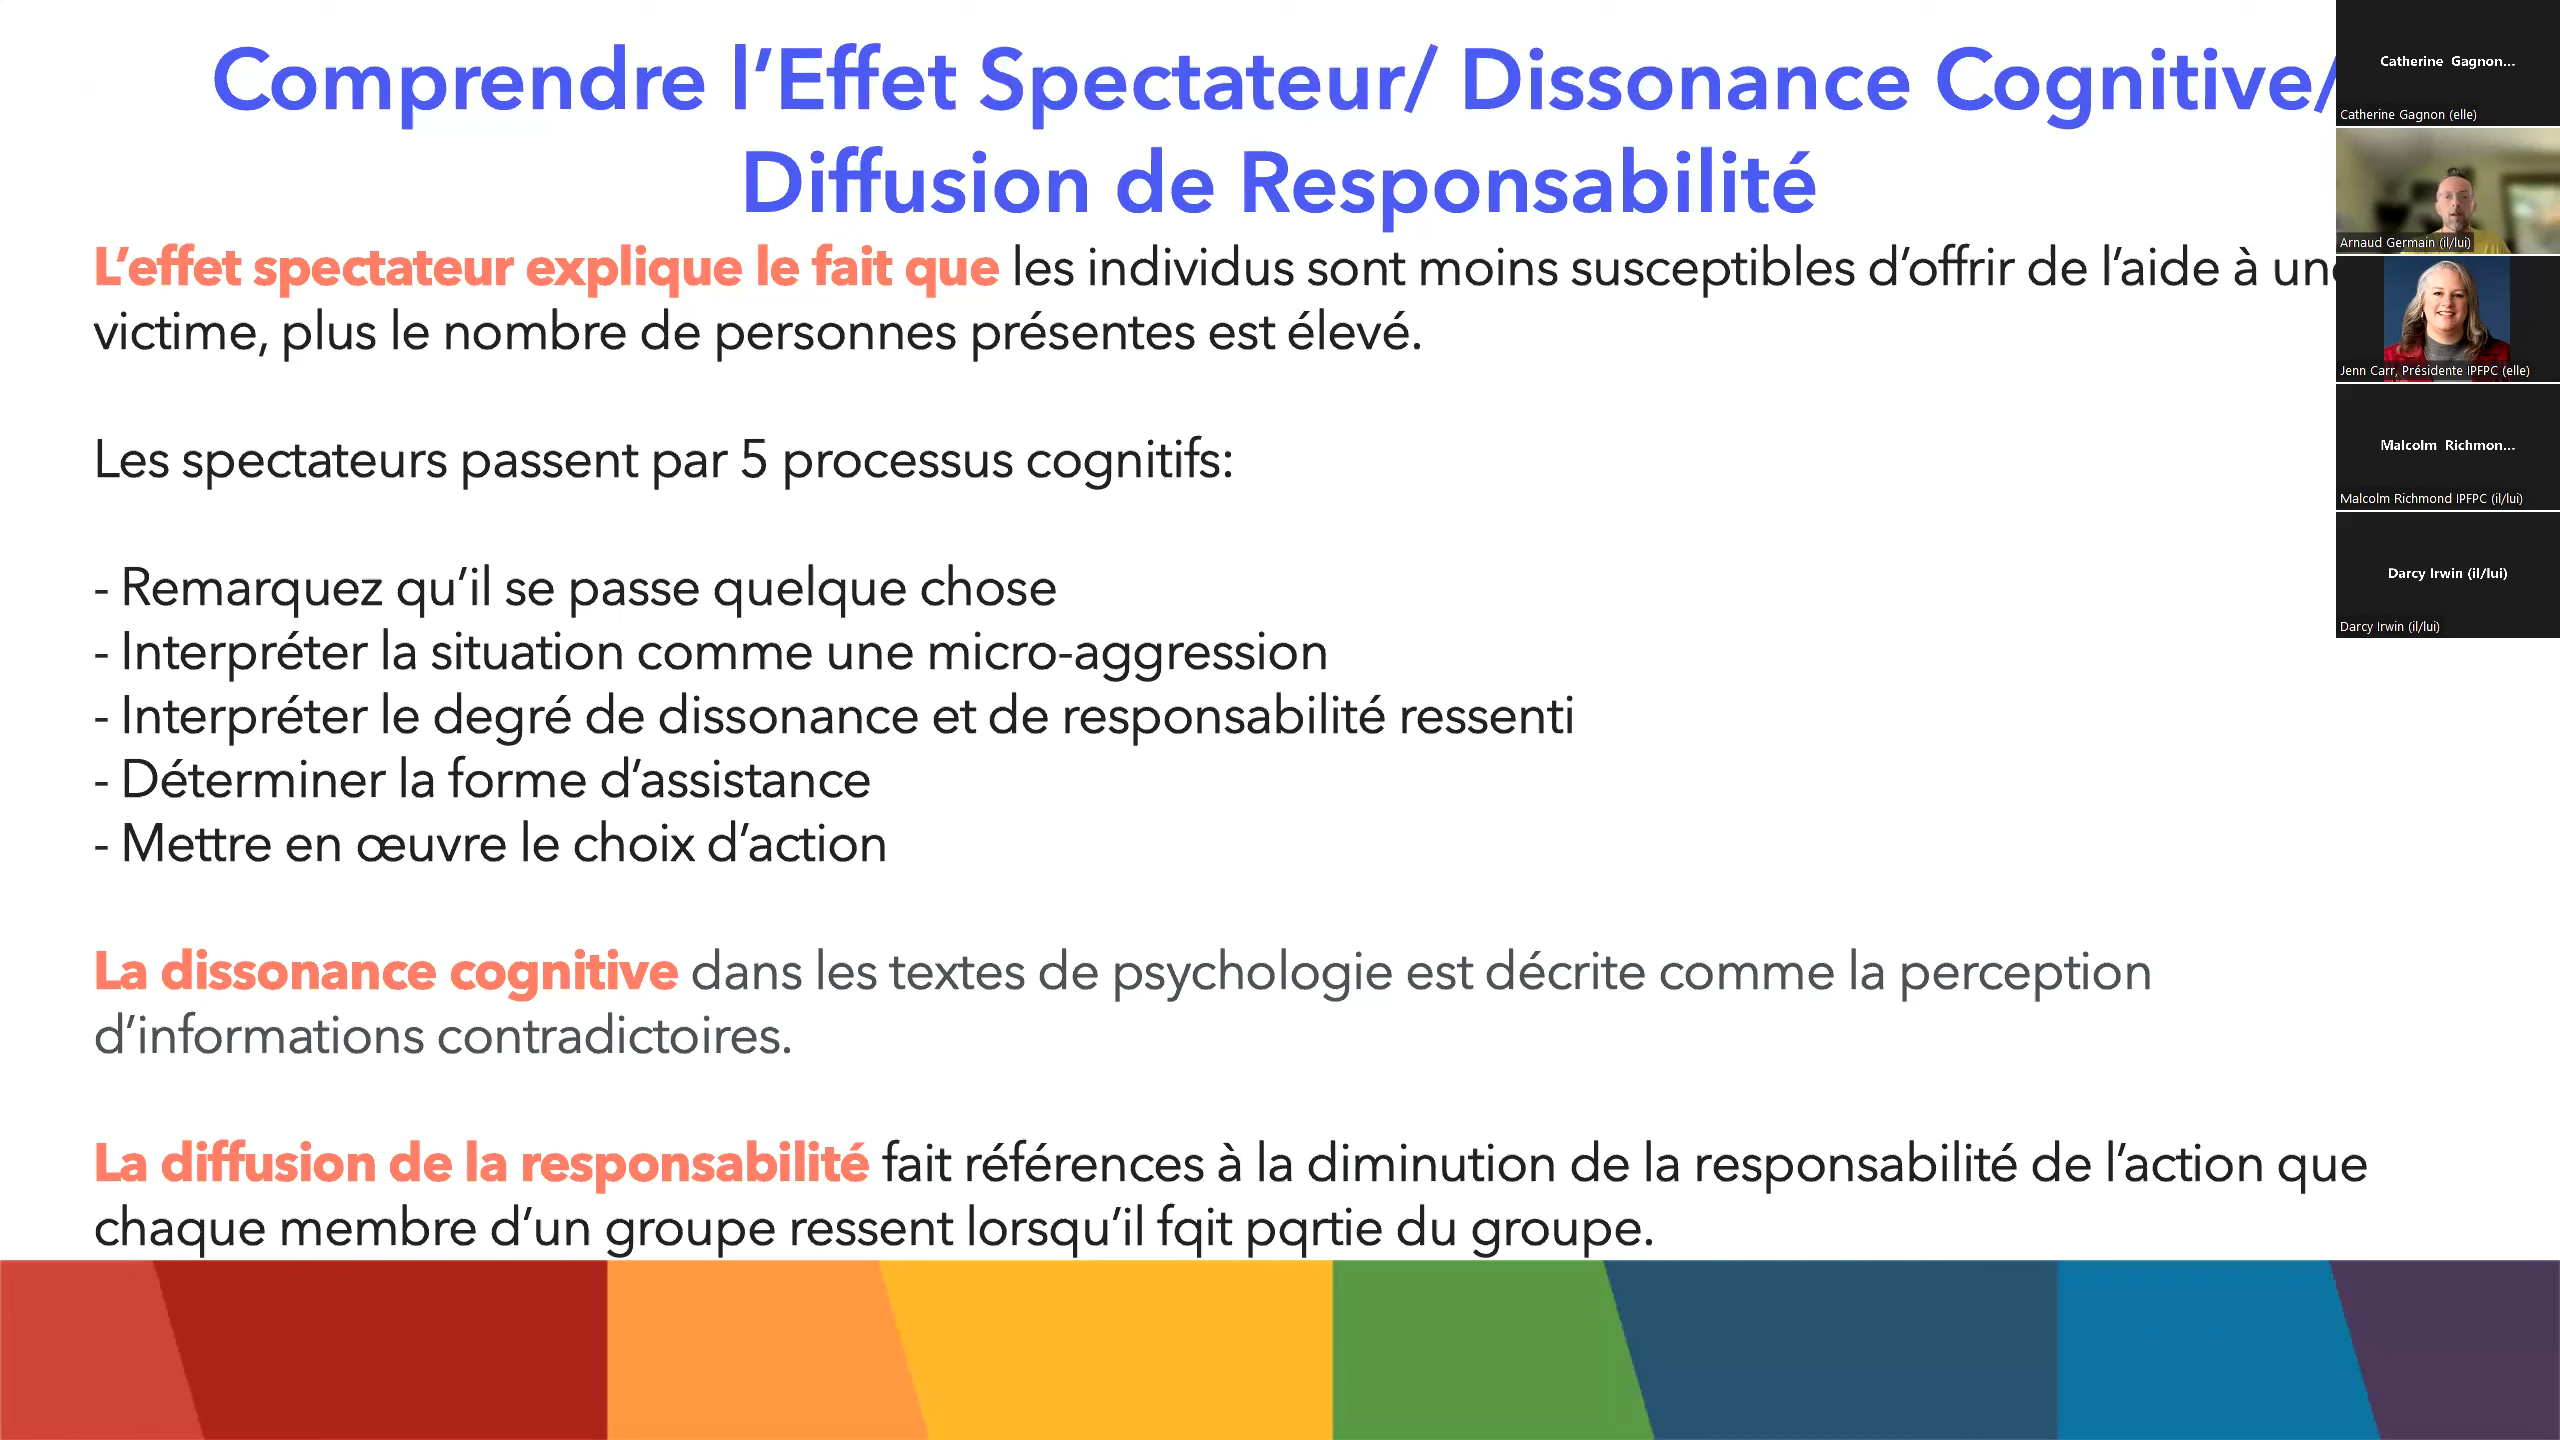 Comprendre l’Effet Spectateur/ Dissonance Cognitive/
Diffusion de Responsabilité
L’effet spectateur explique le fait que les individus sont moins susceptibles d’offrir de l’aide à une
victime, plus le nombre de personnes présentes est élevé.
Les spectateurs passent par 5 processus cognitifs:
- Remarquez qu’il se passe quelque chose
- Interpréter la situation comme une micro-aggression
- Interpréter le degré de dissonance et de responsabilité ressenti
- Déterminer la forme d’assistance
- Mettre en œuvre le choix d’action
La dissonance cognitive dans les textes de psychologie est décrite comme la perception
d’informations contradictoires.
La diffusion de la responsabilité fait références à la diminution de la responsabilité de l’action que
chaque membre d’un groupe ressent lorsqu’il fqit pqrtie du groupe.
Catherine Gagnon...
Catherine Gagnon (elle)
Arnaud Germain (il/lui)
Jenn Carr, Présidente IPFPC (elle)
Malcolm Richmon...
Malcolm Richmond IPFPC (il/lui)
Darcy Irwin (il/lui)
Darcy Irwin (il/lui)